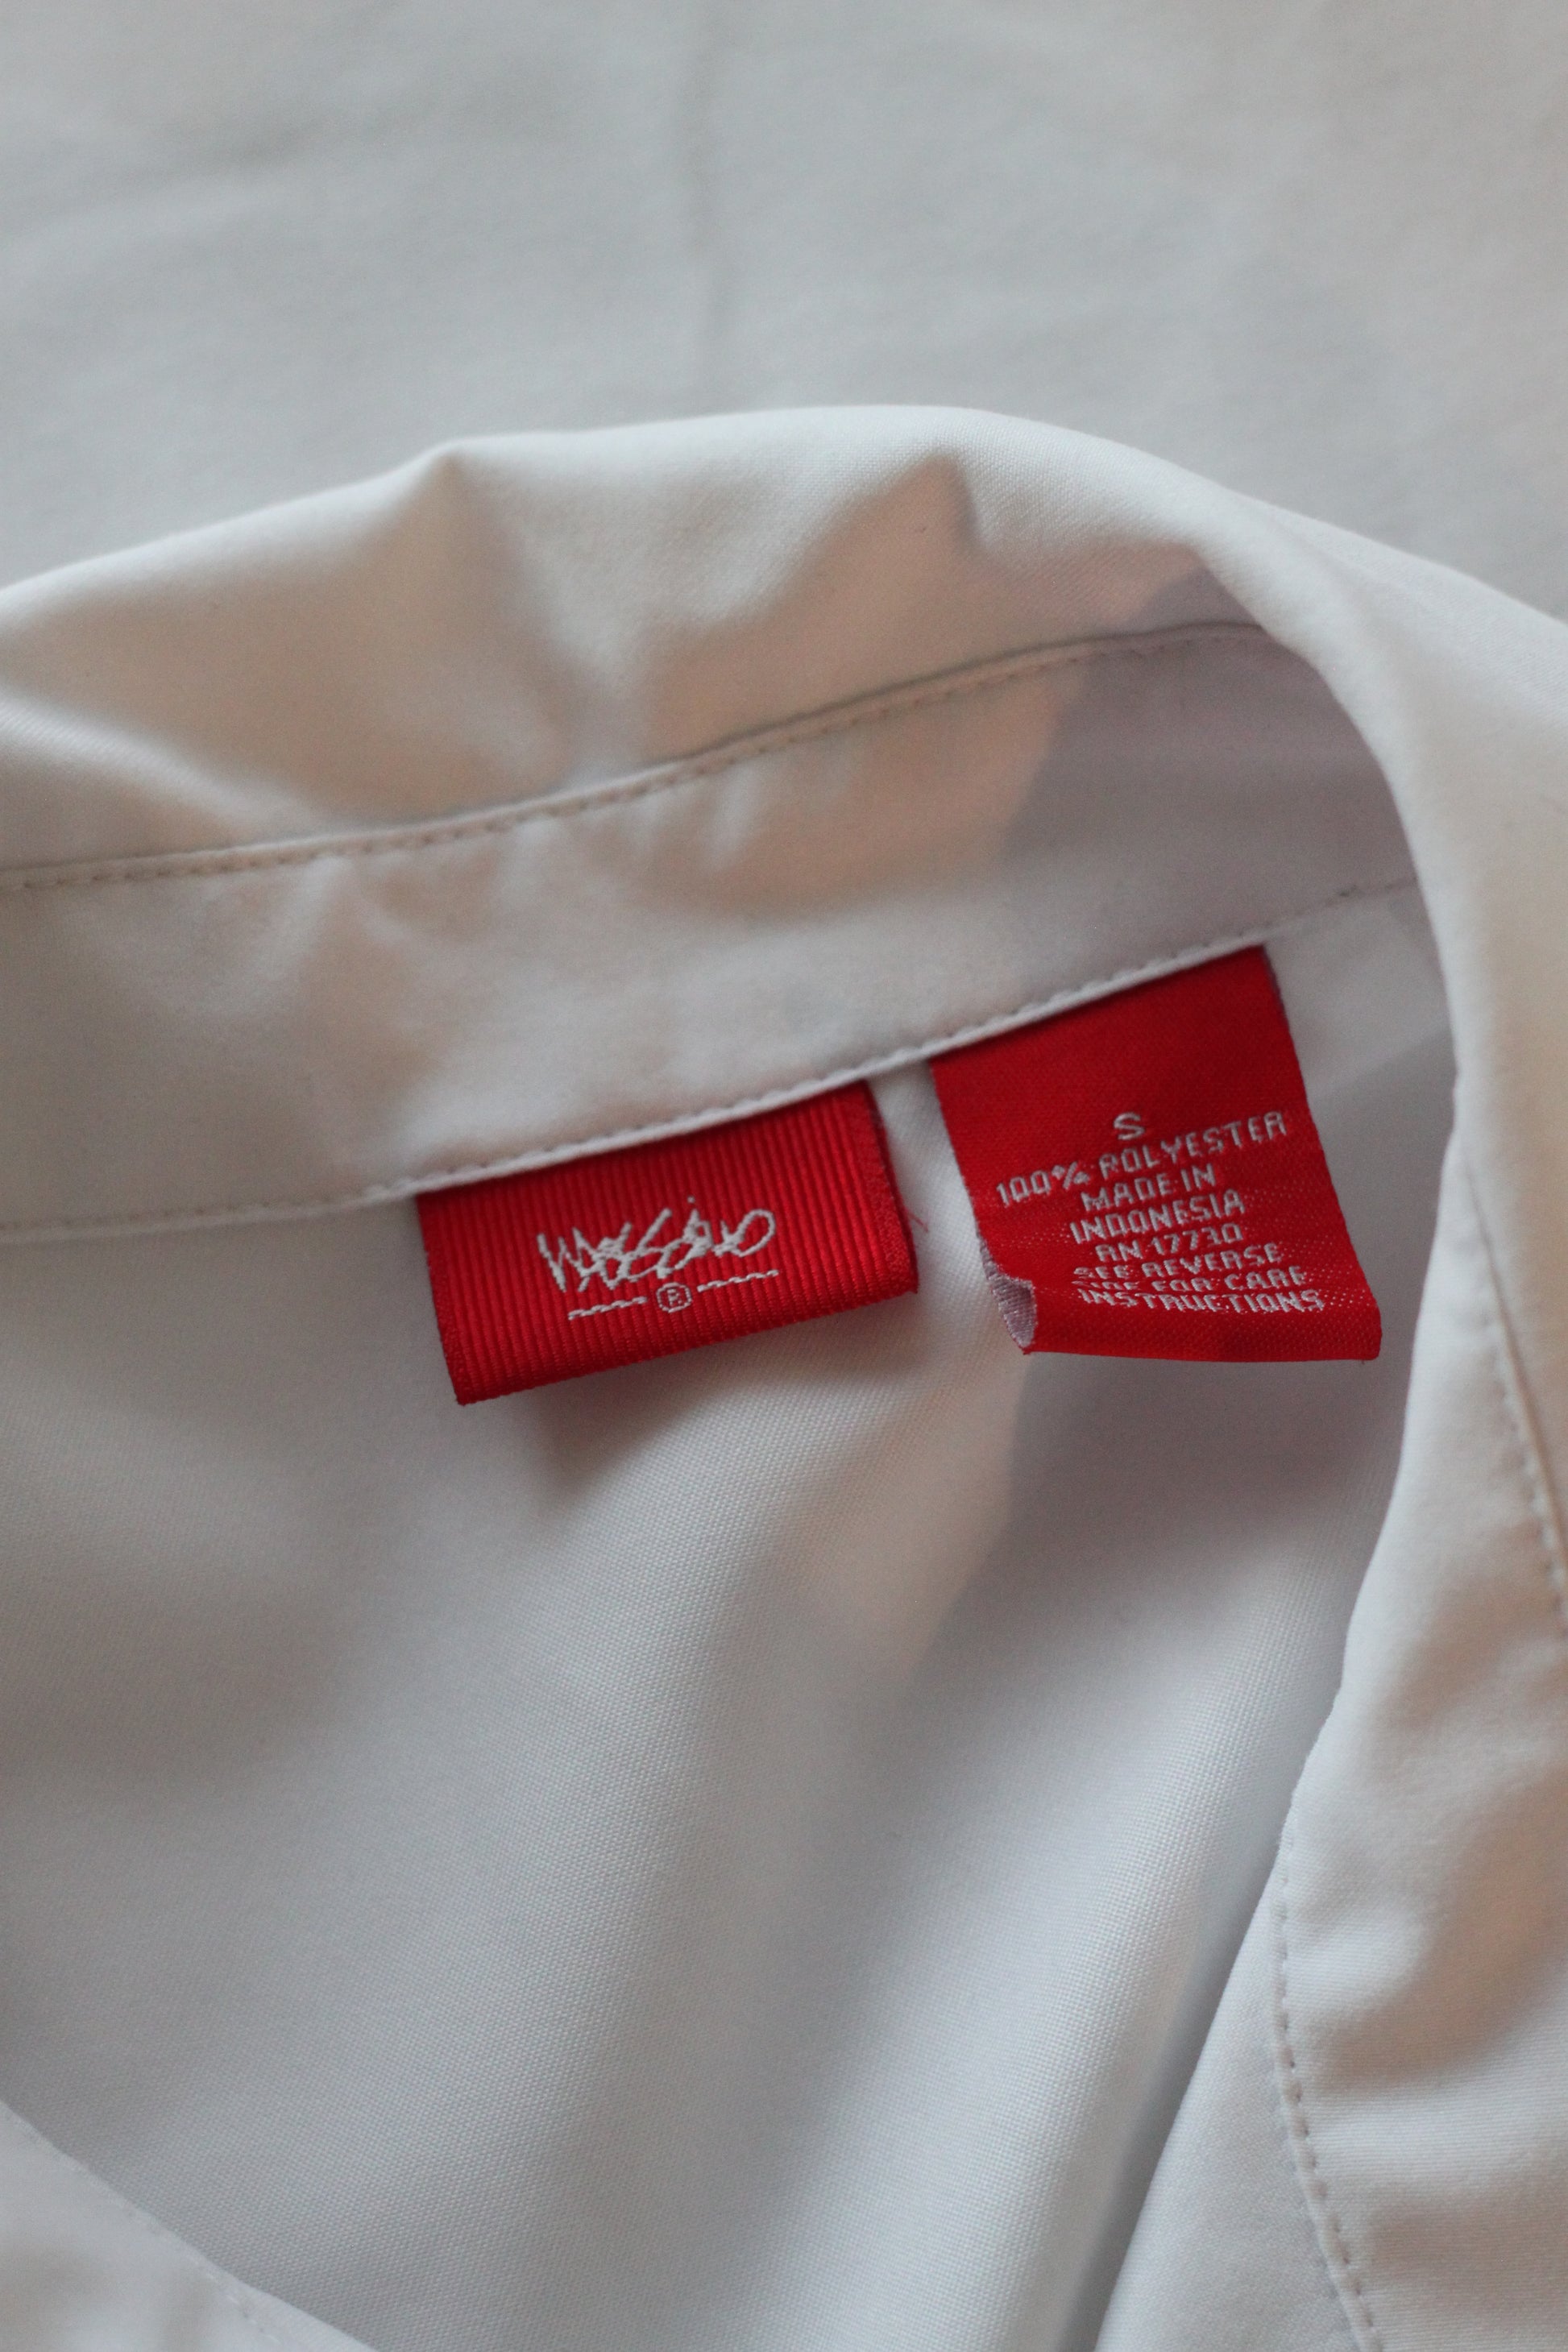 Mossimo
®
S
100% POLYESTER
MADE IN
INDONESIA
RN 17730
SEE REVERSE
SIDE FOR CARE
INSTRUCTIONS